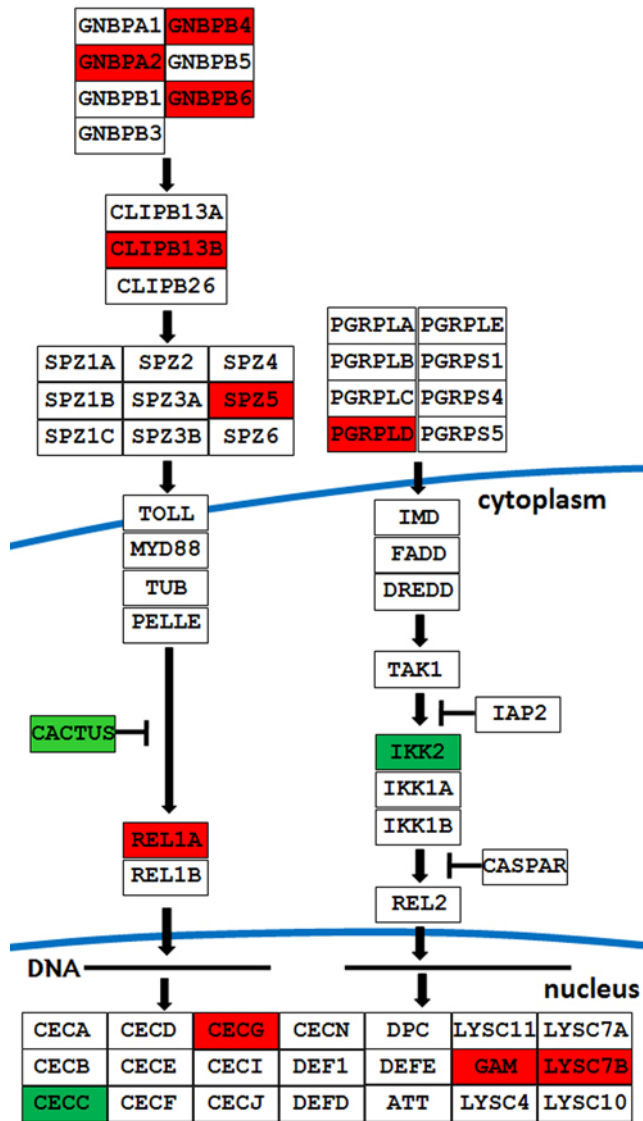 GNBPA1 GNBPB4
GNBPA2 GNBPB5
GNBPB1 GNBPB6
GNBPB3
CLIPB13A
CLIPB13B
CLIPB26
SPZ1A SPZ2 SPZ4
SPZ1B SPZ3A SPZ5
SPZ1C SPZ3B SPZ6
PGRPLA PGRPLE
PGRPLB PGRPS1
PGRPLC PGRPS4
PGRPLD PGRPS5
cytoplasm
TOLL
MYD88
TUB
PELLE
CACTUS
REL1A
REL1B
IMD
FADD
DREDD
TAK1
IAP2
IKK2
IKK1A
IKK1B
CASPAR
REL2
DNA
nucleus
CECA CECD CECG CECN DPC LYSC11 LYSC7A
CECB CECE CECI DEF1 DEFE GAM LYSC7B
CECC CECF CECJ DEFD ATT LYSC4 LYSC10